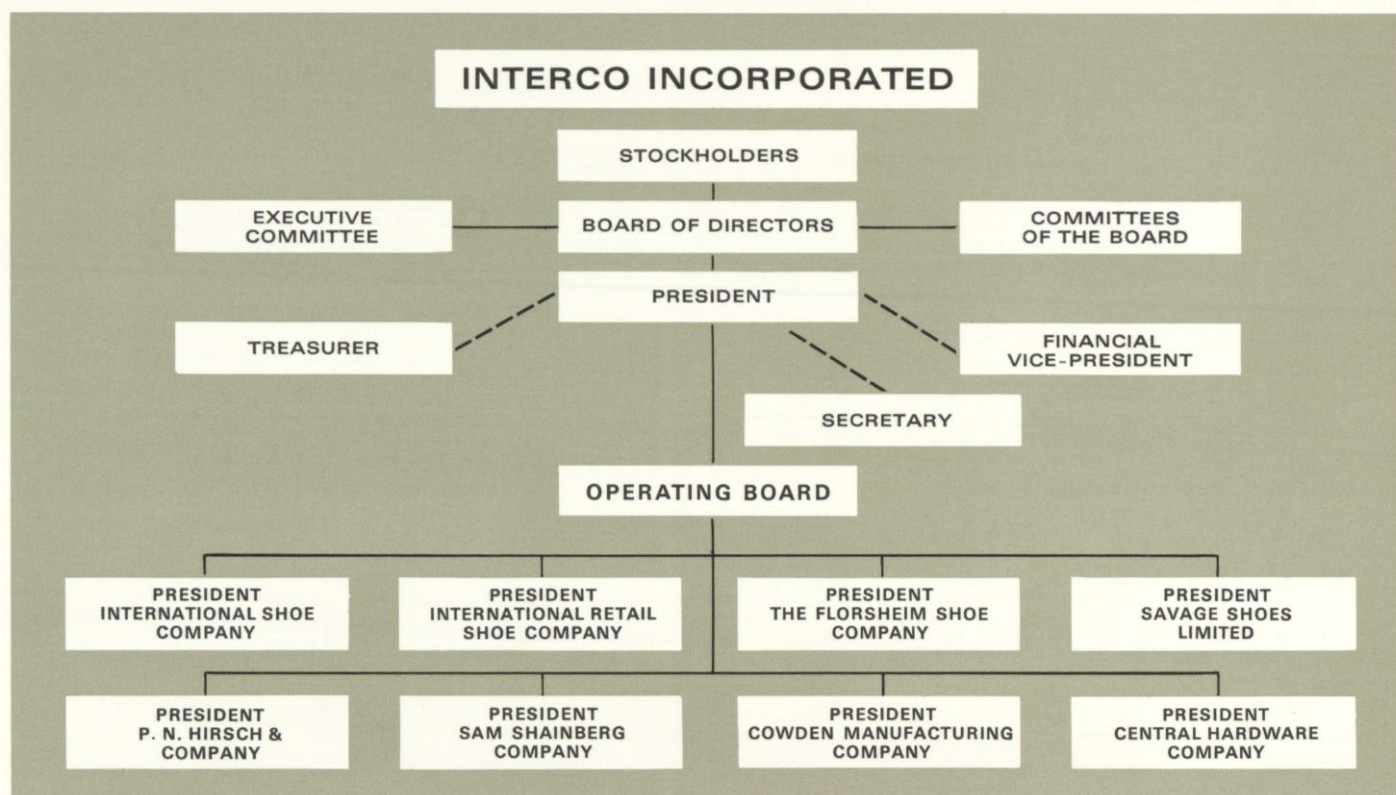 INTERCO INCORPORATED
STOCKHOLDERS
EXECUTIVE
COMMITTEE
BOARD OF DIRECTORS
COMMITTEES
OF THE BOARD
PRESIDENT
TREASURER
FINANCIAL
VICE-PRESIDENT
SECRETARY
OPERATING BOARD
PRESIDENT
INTERNATIONAL SHOE
COMPANY
PRESIDENT
INTERNATIONAL RETAIL
SHOE COMPANY
PRESIDENT
THE FLORSHEIM SHOE
COMPANY
PRESIDENT
SAVAGE SHOES
LIMITED
PRESIDENT
P. N. HIRSCH &
COMPANY
PRESIDENT
SAM SHAINBERG
COMPANY
PRESIDENT
COWDEN MANUFACTURING
COMPANY
PRESIDENT
CENTRAL HARDWARE
COMPANY